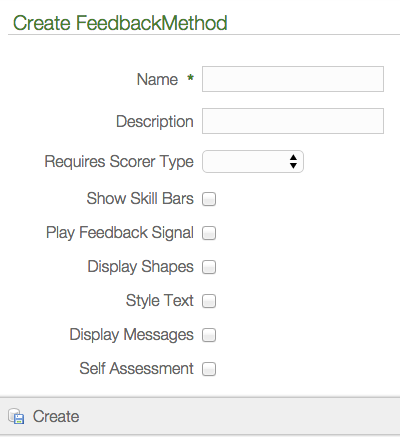 Create FeedbackMethod
Name *
Description
Requires Scorer Type
Show Skill Bars
Play Feedback Signal
Display Shapes
Style Text
Display Messages
Self Assessment
Create